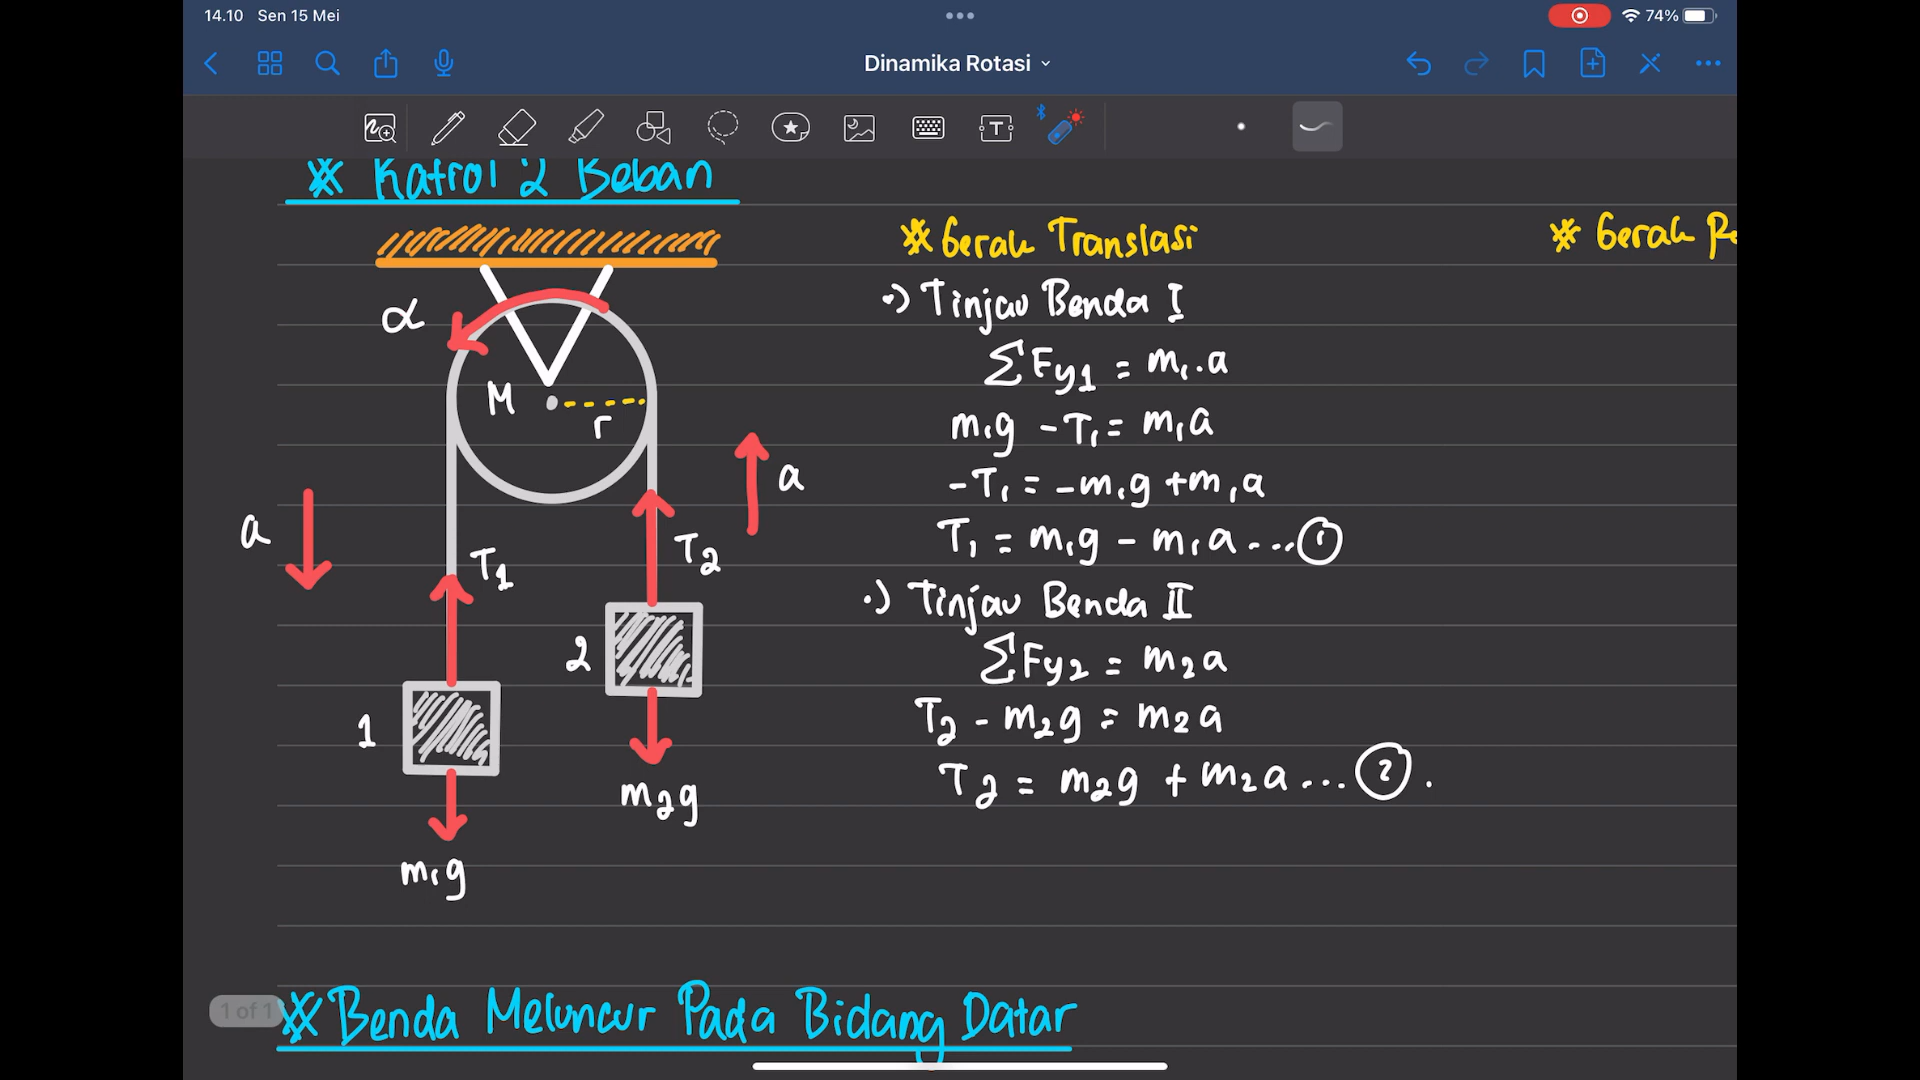 14.10 Sen 15 Mei
74%
Dinamika Rotasi
T
* Katrol 2 Beban
* Gerak Translasi
* Gerak
α
M
r
a
a
T₁
T₂
1
2
m₁g
m₂g
•) Tinjau Benda I
ΣFy1 = m₁.a
m₁g - T₁ = m₁a
-T₁ = -m₁g + m₁a
T₁ = m₁g - m₁a ... ①
•) Tinjau Benda II
ΣFy2 = m₂a
T₂ - m₂g = m₂a
T₂ = m₂g + m₂a ... ② .
1 of 1
* Benda Meluncur Pada Bidang Datar